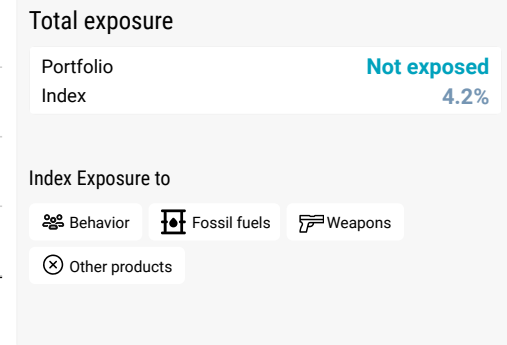 Total exposure
Portfolio Not exposed
Index 4.2%
Index Exposure to
Behavior Fossil fuels Weapons
Other products